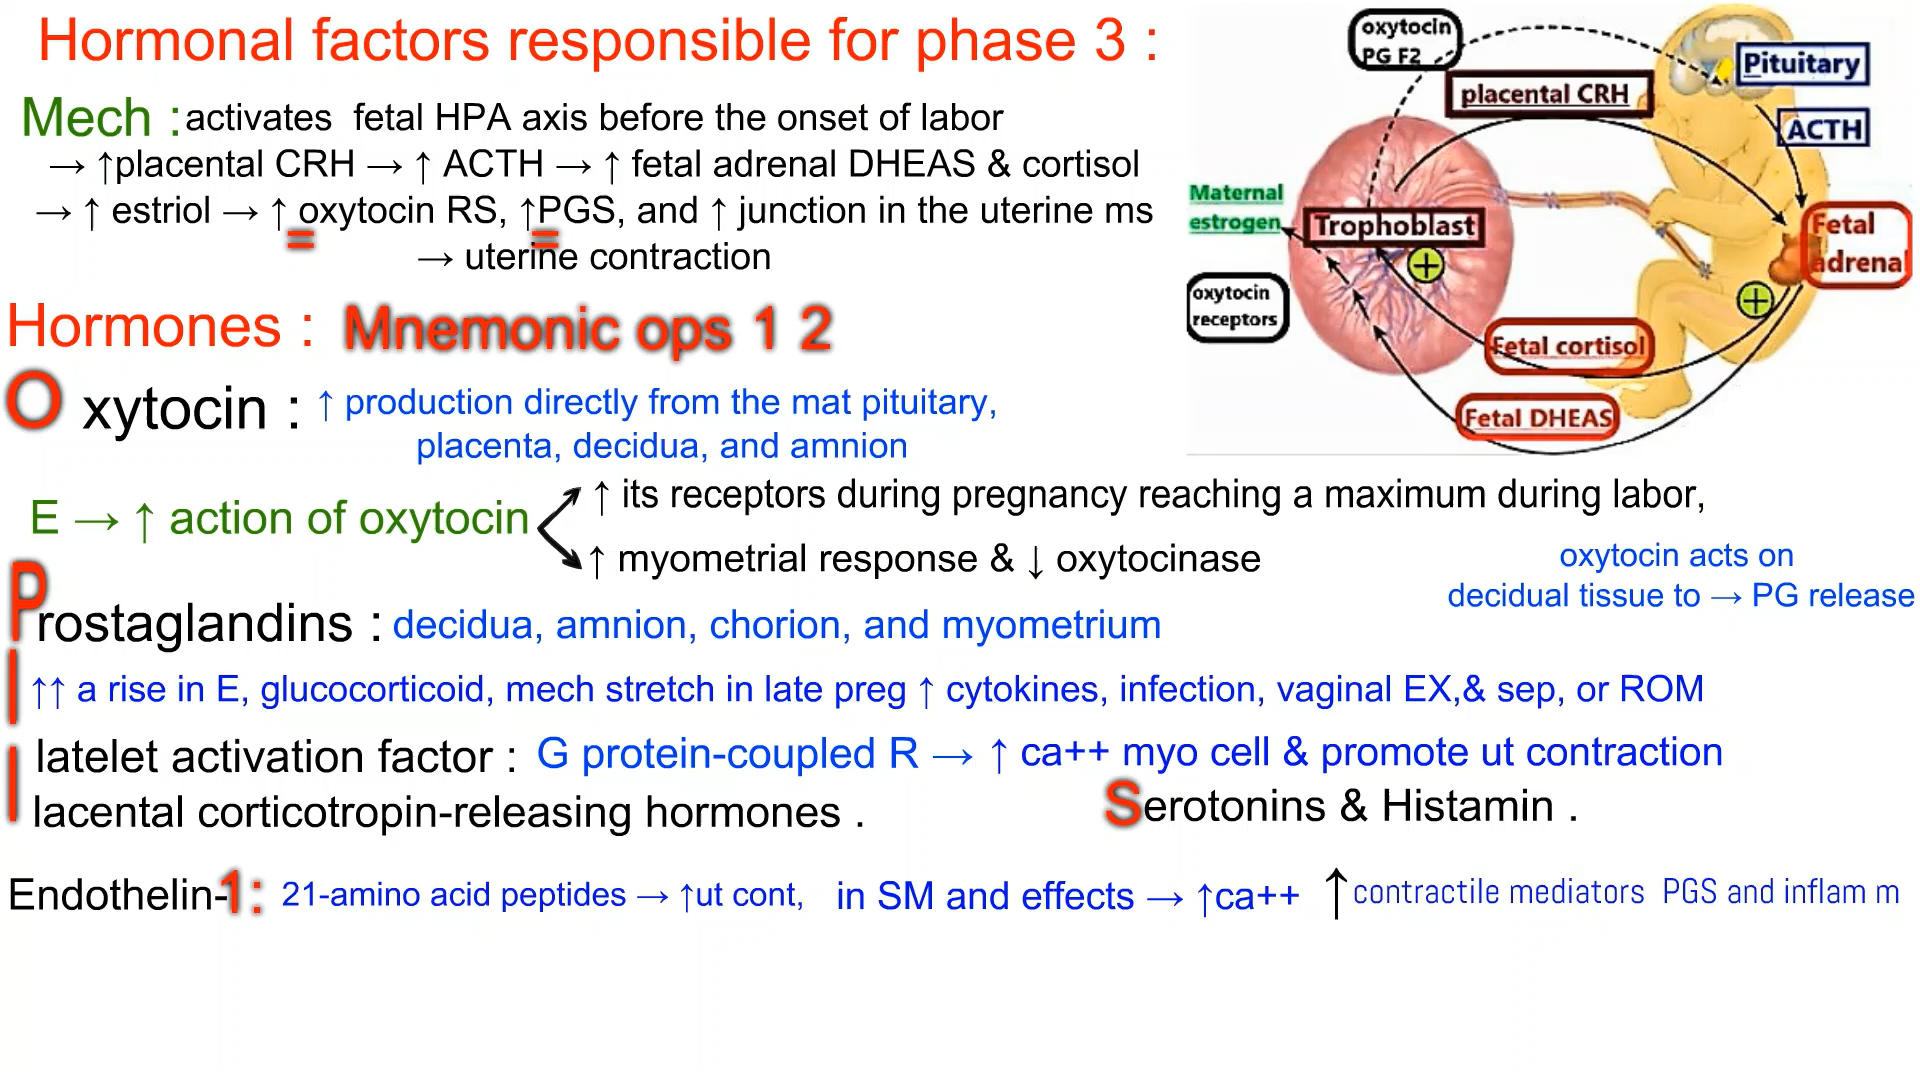 Hormonal factors responsible for phase 3 :
Mech : activates fetal HPA axis before the onset of labor
→ ↑placental CRH → ↑ ACTH → ↑ fetal adrenal DHEAS & cortisol
→ ↑ estriol → ↑ oxytocin RS, ↑PGS, and ↑ junction in the uterine ms
= =
→ uterine contraction
Hormones : Mnemonic ops 1 2
Oxytocin : ↑ production directly from the mat pituitary,
placenta, decidua, and amnion
E → ↑ action of oxytocin
↑ its receptors during pregnancy reaching a maximum during labor,
↑ myometrial response & ↓ oxytocinase
oxytocin acts on
decidual tissue to → PG release
Prostaglandins : decidua, amnion, chorion, and myometrium
↑↑ a rise in E, glucocorticoid, mech stretch in late preg ↑ cytokines, infection, vaginal EX,& sep, or ROM
latelet activation factor : G protein-coupled R → ↑ ca++ myo cell & promote ut contraction
lacental corticotropin-releasing hormones .
Serotonins & Histamin .
Endothelin-1: 21-amino acid peptides → ↑ut cont, in SM and effects → ↑ca++ ↑contractile mediators PGS and inflam m
oxytocin
PG F2
placental CRH
Pituitary
ACTH
Maternal
estrogen
Trophoblast
+
Fetal
adrenal
oxytocin
receptors
+
Fetal cortisol
Fetal DHEAS